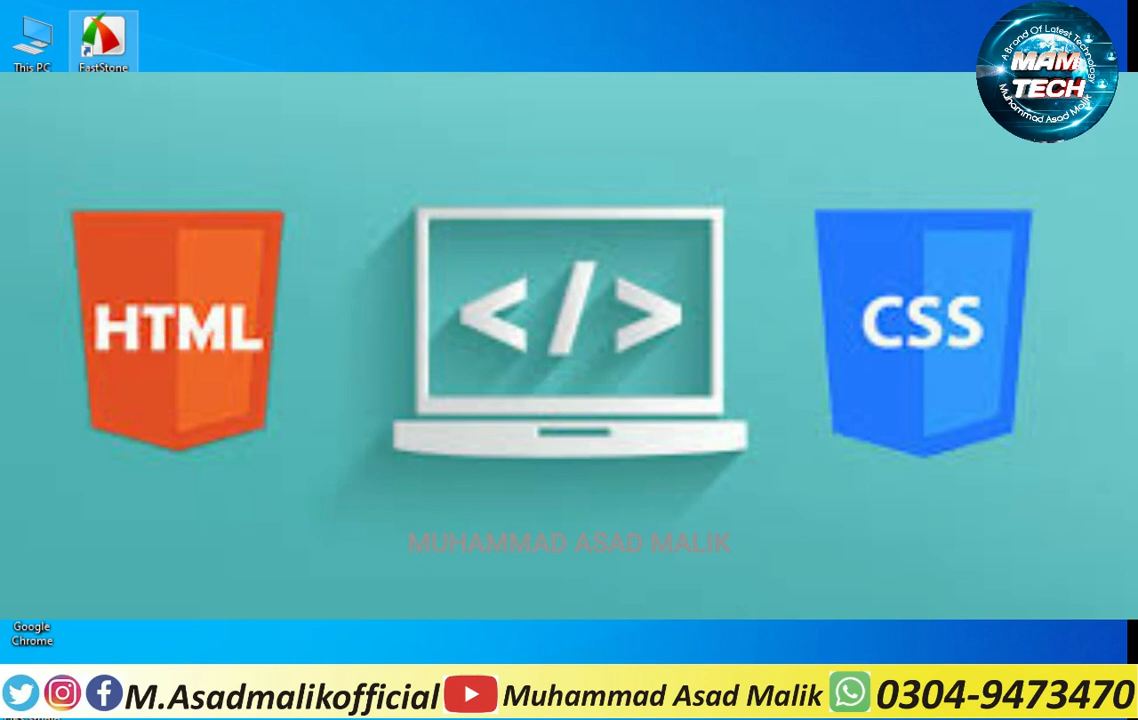 This PC
FastStone
A Brand Of Latest Technology
MAM
TECH
Muhammad Asad Malik
HTML
</>
CSS
MUHAMMAD ASAD MALIK
Google
Chrome
M.Asadmalikofficial Muhammad Asad Malik 0304-9473470